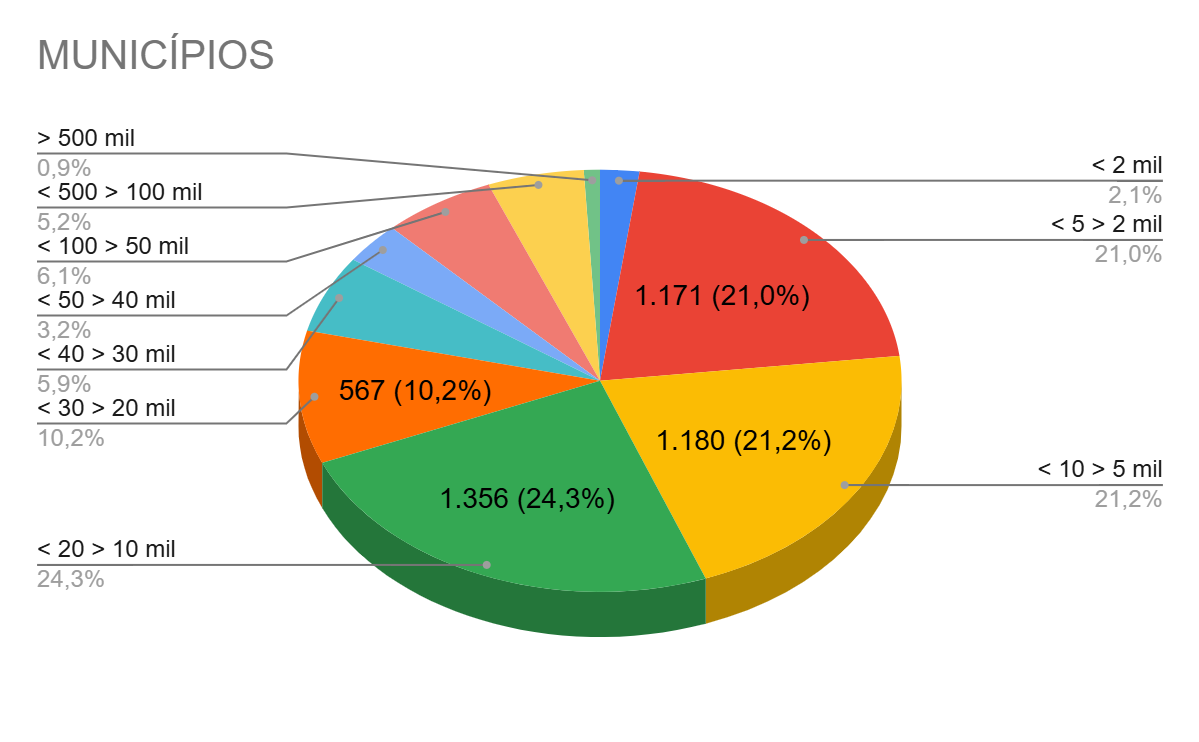 MUNICÍPIOS
> 500 mil
0,9%
< 500 > 100 mil
5,2%
< 100 > 50 mil
6,1%
< 50 > 40 mil
3,2%
< 40 > 30 mil
5,9%
< 30 > 20 mil
10,2%
< 20 > 10 mil
24,3%
< 2 mil
2,1%
< 5 > 2 mil
21,0%
< 10 > 5 mil
21,2%
1.171 (21,0%)
567 (10,2%)
1.180 (21,2%)
1.356 (24,3%)